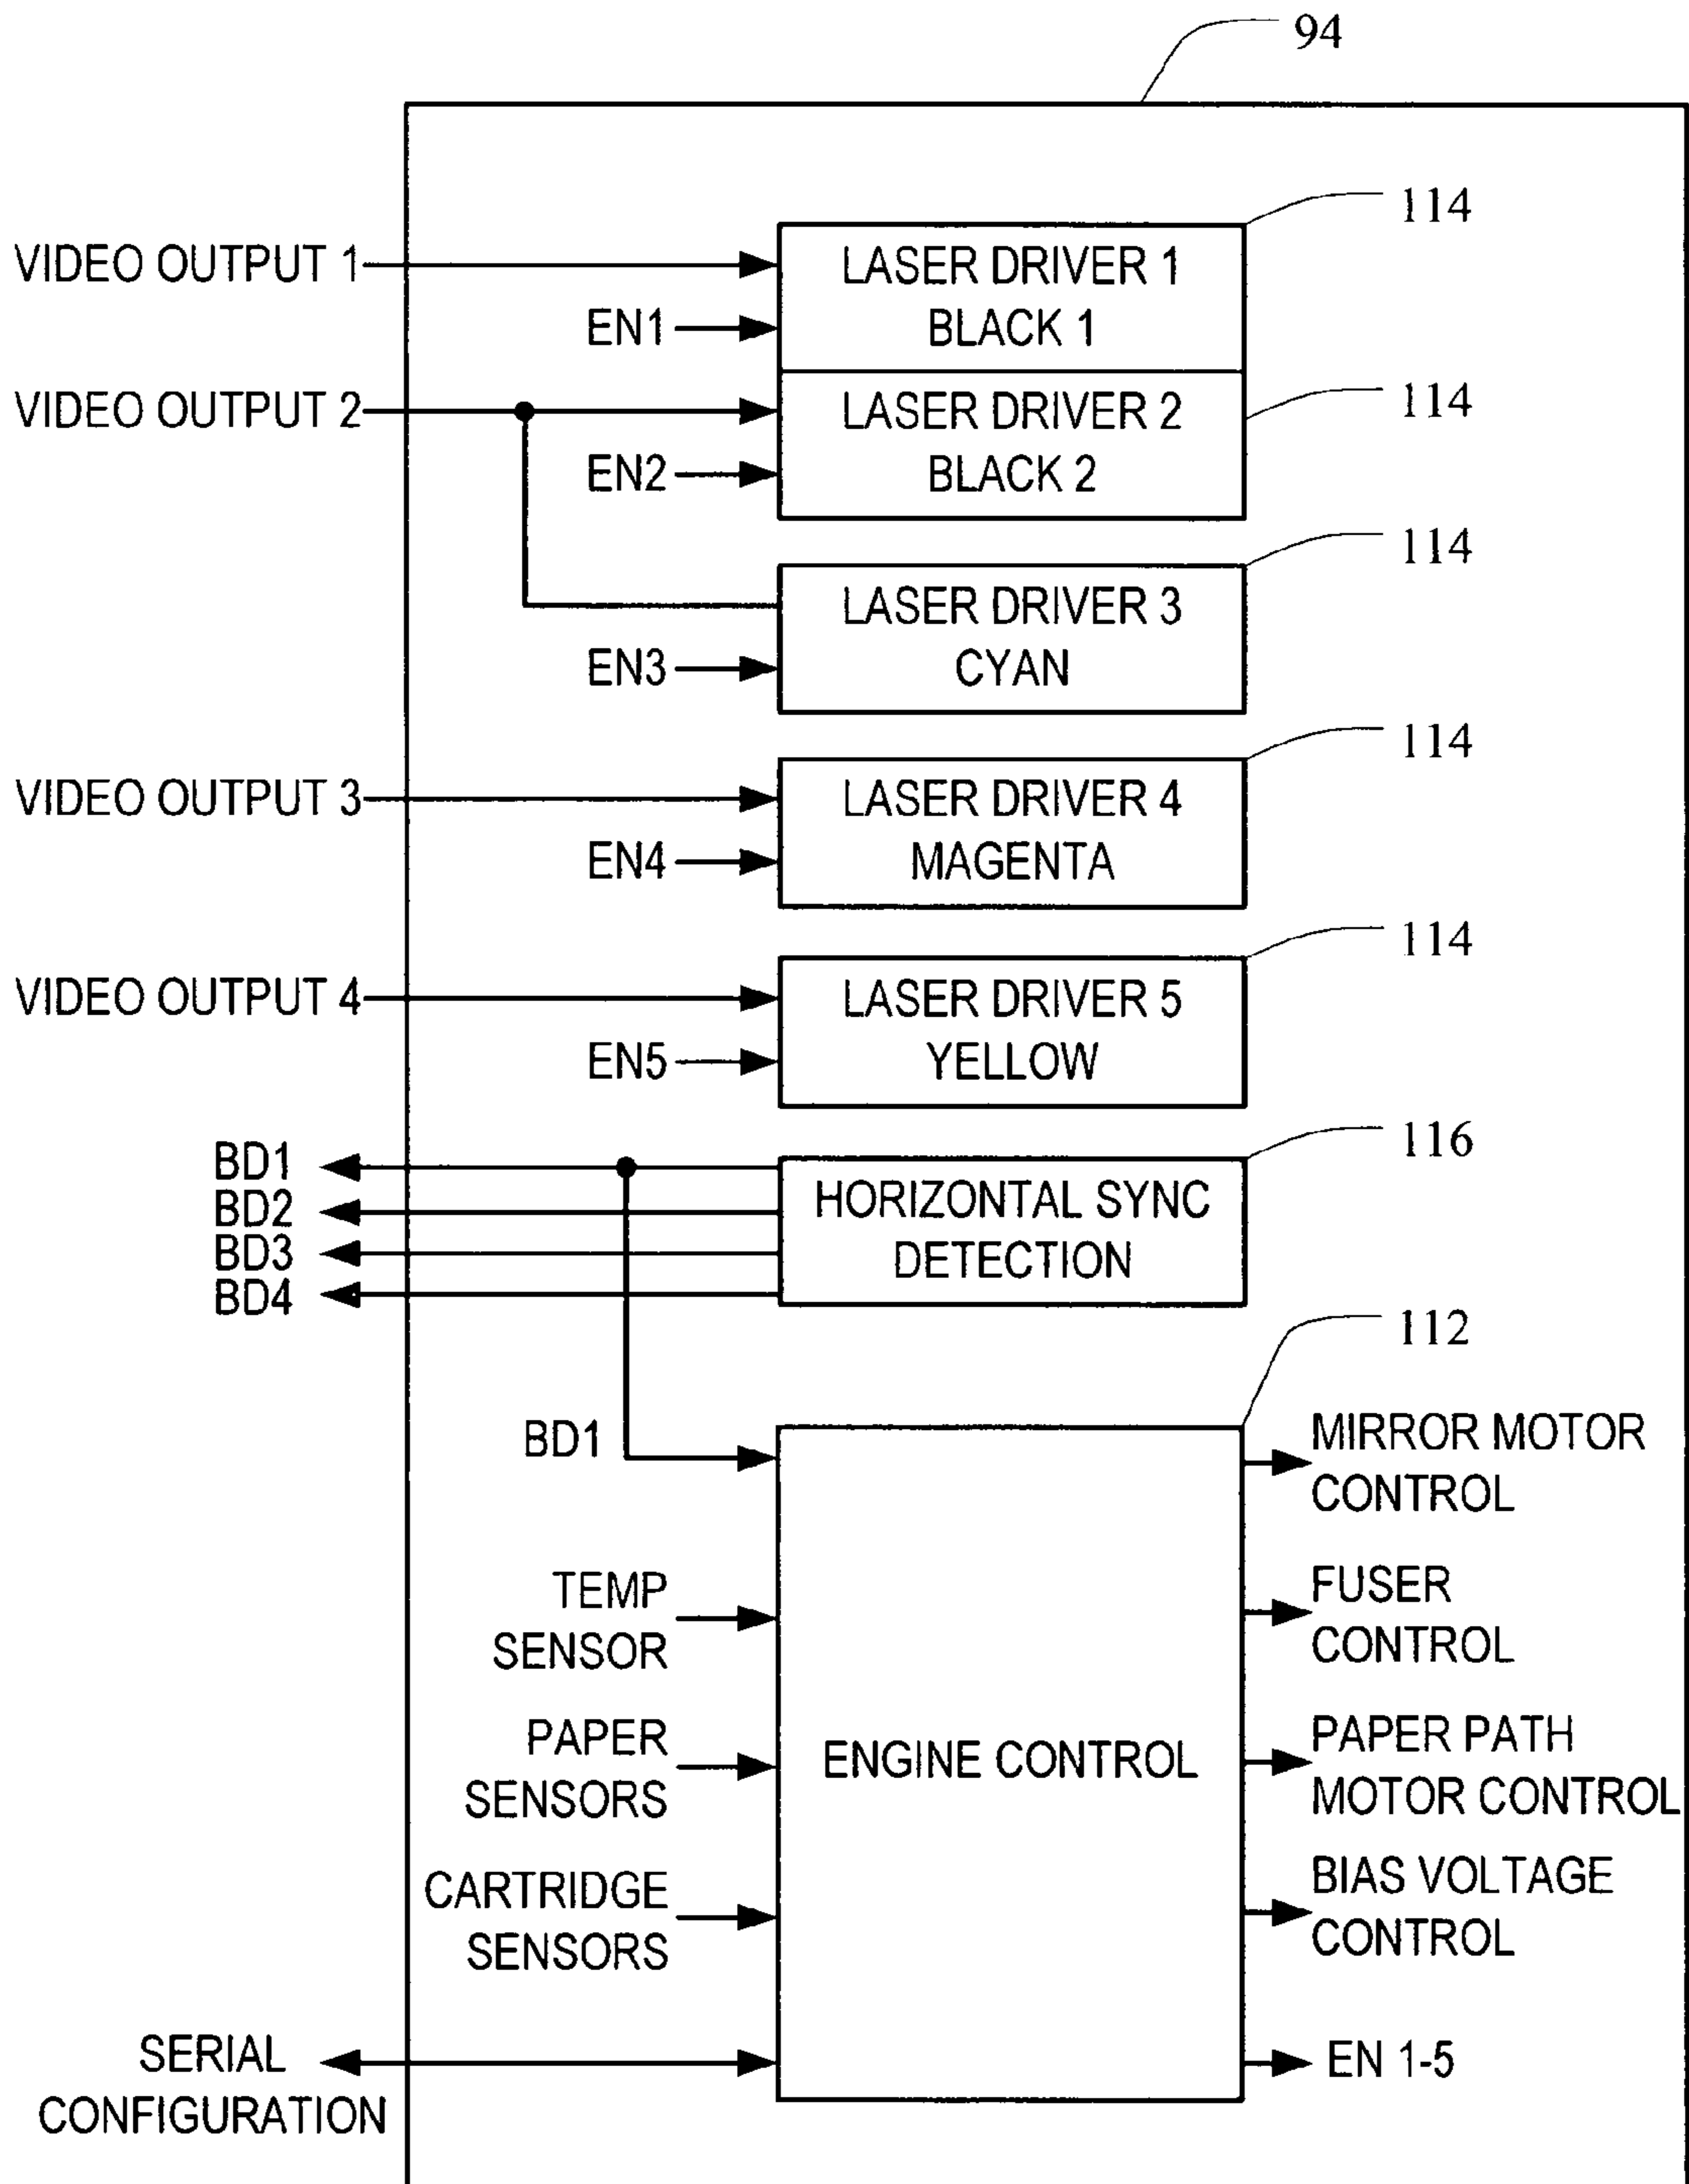 94
114
VIDEO OUTPUT 1
LASER DRIVER 1
EN1
BLACK 1
114
VIDEO OUTPUT 2
LASER DRIVER 2
EN2
BLACK 2
114
LASER DRIVER 3
EN3
CYAN
114
VIDEO OUTPUT 3
LASER DRIVER 4
EN4
MAGENTA
114
VIDEO OUTPUT 4
LASER DRIVER 5
EN5
YELLOW
116
BD1
BD2
BD3
BD4
HORIZONTAL SYNC
DETECTION
112
BD1
MIRROR MOTOR
CONTROL
TEMP
SENSOR
FUSER
CONTROL
PAPER
SENSORS
ENGINE CONTROL
PAPER PATH
MOTOR CONTROL
CARTRIDGE
SENSORS
BIAS VOLTAGE
CONTROL
SERIAL
CONFIGURATION
EN 1-5